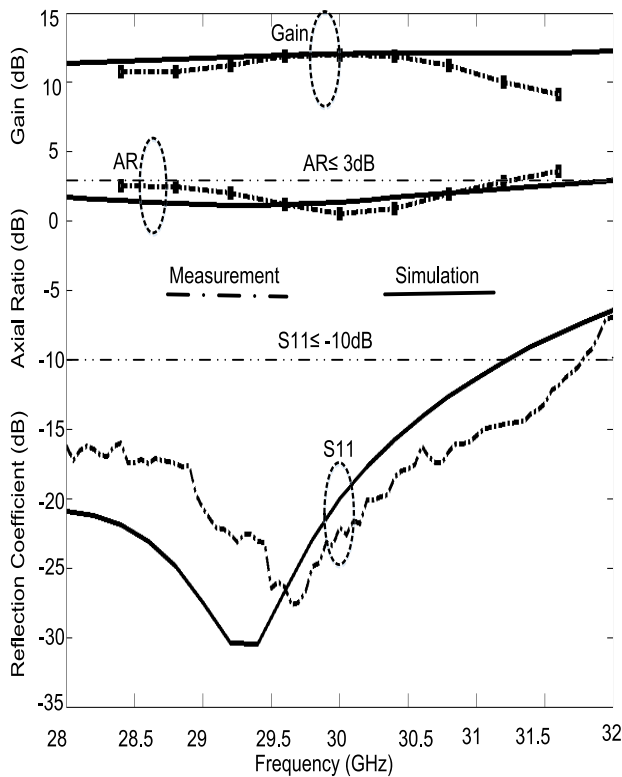 15
10
5
0
-5
-10
-15
-20
-25
-30
-35
Gain (dB)
Axial Ratio (dB)
Reflection Coefficient (dB)
Gain
AR
AR≤ 3dB
Measurement
Simulation
S11≤ -10dB
S11
28
28.5
29
29.5
30
30.5
31
31.5
32
Frequency (GHz)